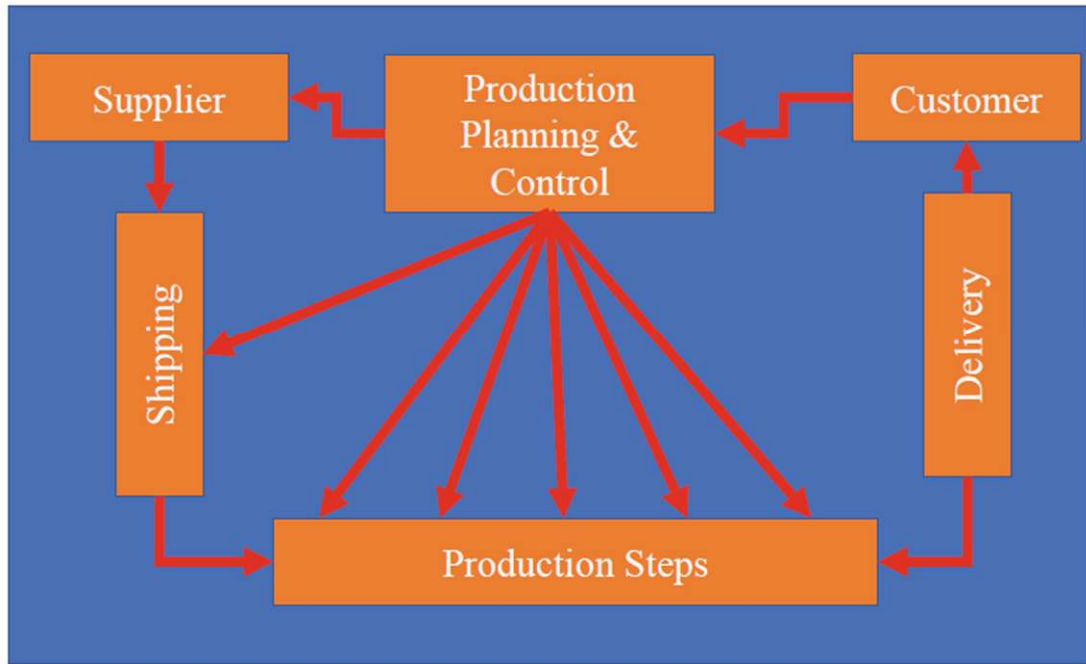 Supplier
Production
Planning &
Control
Customer
Shipping
Delivery
Production Steps